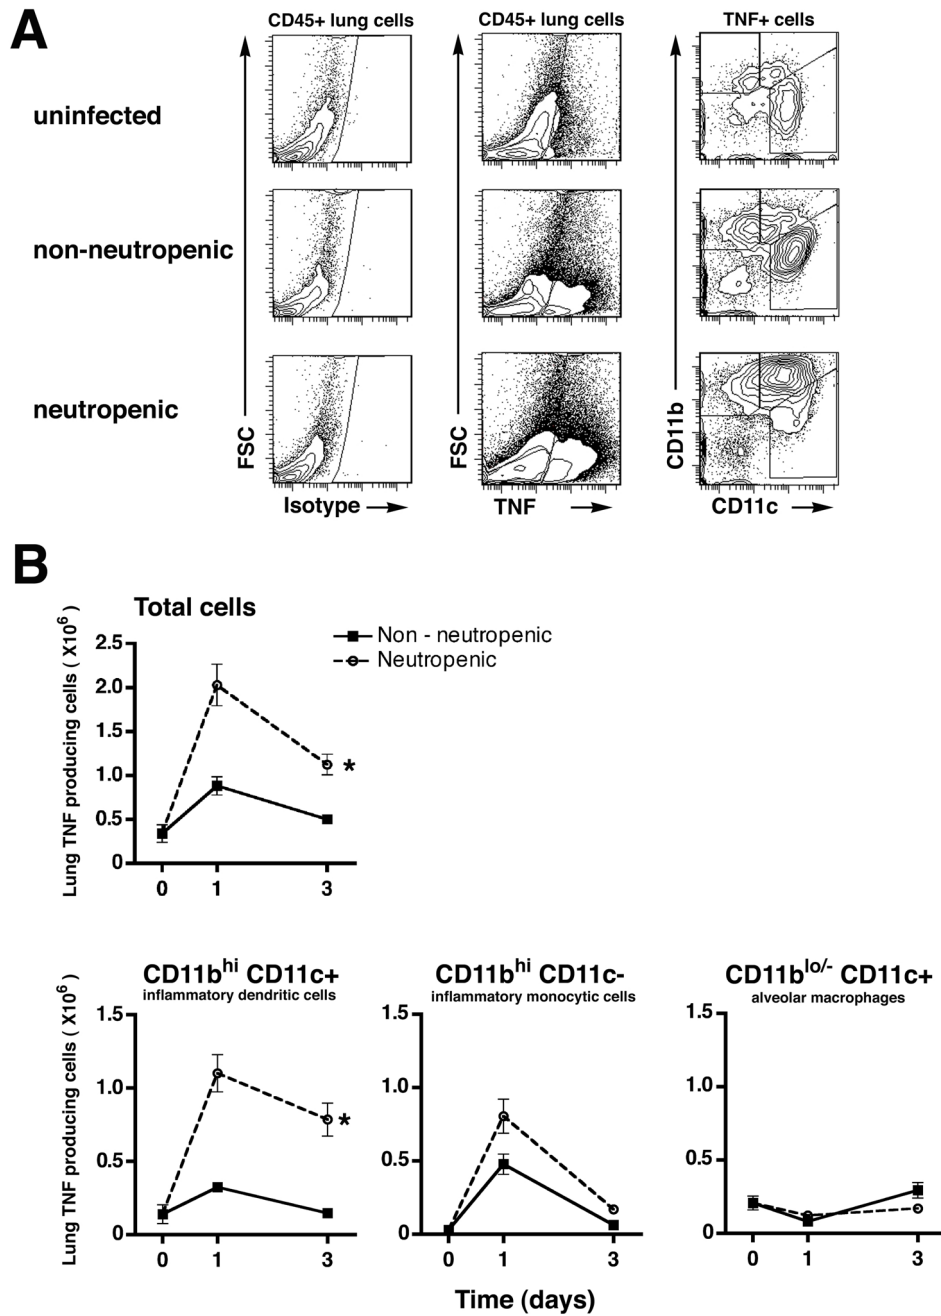 A
CD45+ lung cells
CD45+ lung cells
TNF+ cells
uninfected
non-neutropenic
neutropenic
FSC
FSC
CD11b
Isotype
TNF
CD11c
B
Total cells
Lung TNF producing cells ( X10⁶ )
2.5
2.0
1.5
1.0
0.5
0
0 1 3
*
Non - neutropenic
Neutropenic
CD11bʰⁱ CD11c+
inflammatory dendritic cells
Lung TNF producing cells ( X10⁶ )
1.5
1.0
0.5
0
0 1 3
*
CD11bʰⁱ CD11c-
inflammatory monocytic cells
1.5
1.0
0.5
0
0 1 3
CD11bˡᵒ/⁻ CD11c+
alveolar macrophages
1.5
1.0
0.5
0
0 1 3
Time (days)